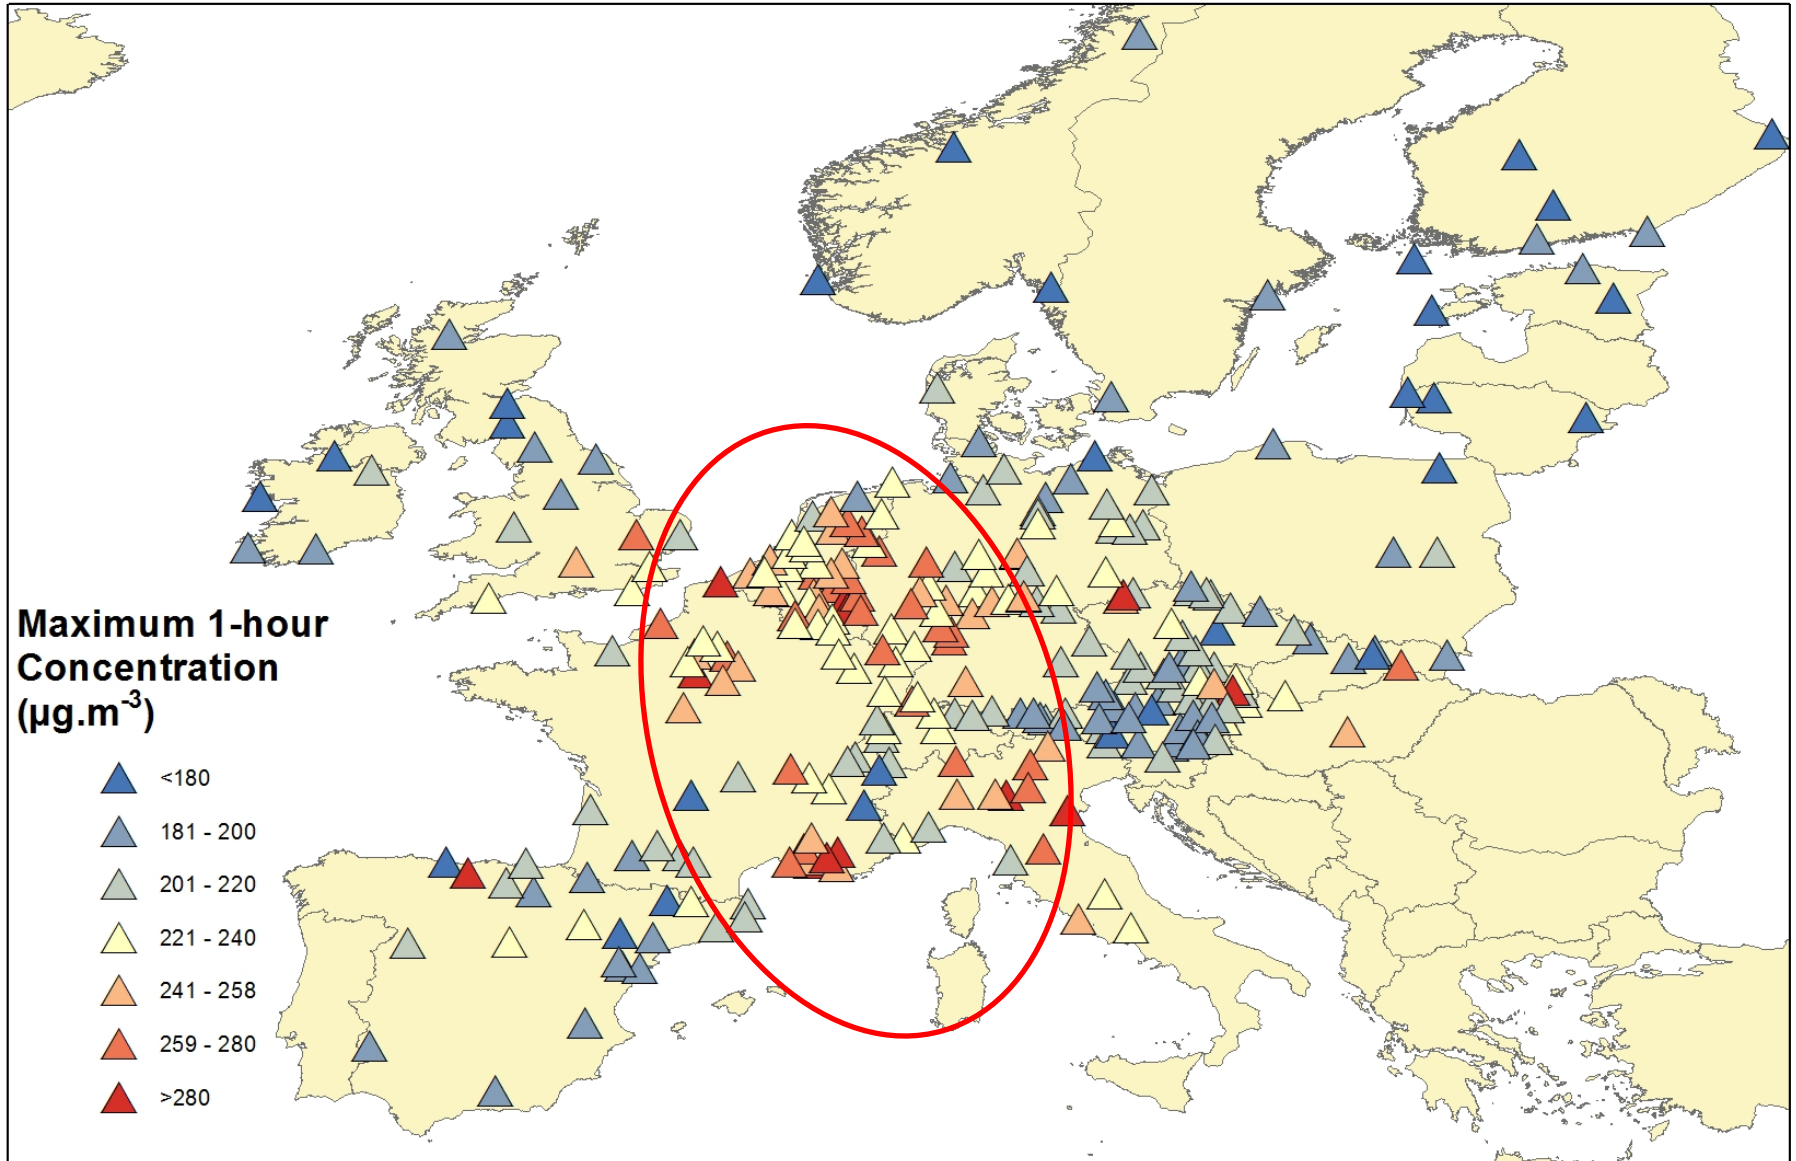 Maximum 1-hour
Concentration
(µg.m-3)
<180
181 - 200
201 - 220
221 - 240
241 - 258
259 - 280
>280